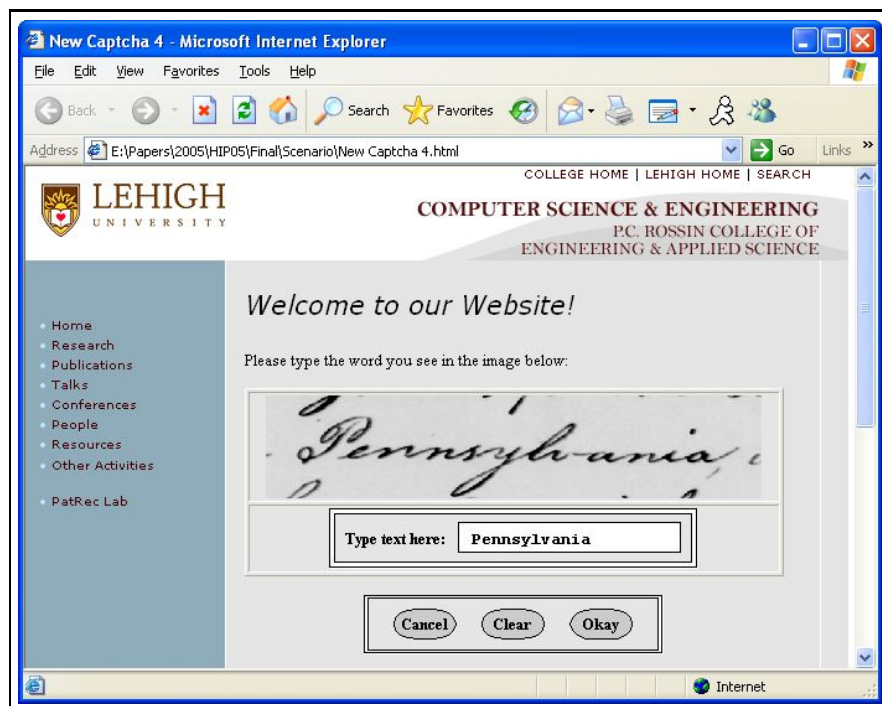 New Captcha 4 - Microsoft Internet Explorer
File Edit View Favorites Tools Help
Back Search Favorites
Address E:\Papers\2005\HIP05\Final\Scenario\New Captcha 4.html Go Links »
COLLEGE HOME | LEHIGH HOME | SEARCH
LEHIGH
UNIVERSITY
COMPUTER SCIENCE & ENGINEERING
P.C. ROSSIN COLLEGE OF
ENGINEERING & APPLIED SCIENCE
Home
Research
Publications
Talks
Conferences
People
Resources
Other Activities
PatRec Lab
Welcome to our Website!
Please type the word you see in the image below:
Pennsylvania,
Type text here: Pennsylvania
Cancel Clear Okay
Internet